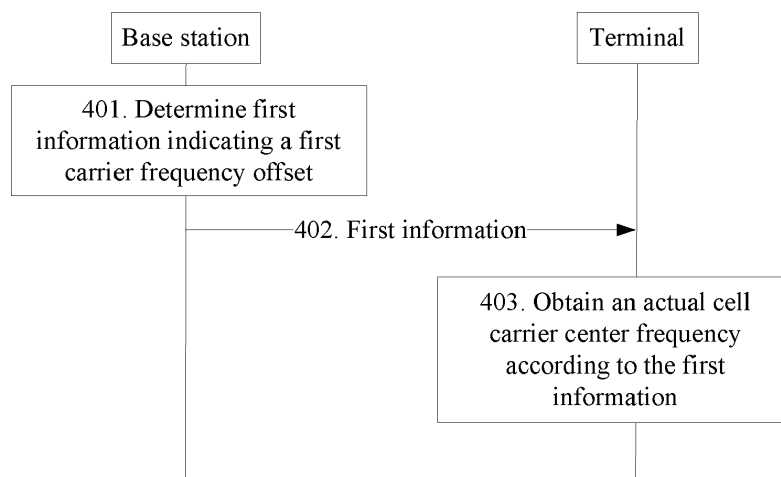 Base station
Terminal
401. Determine first
information indicating a first
carrier frequency offset
402. First information
403. Obtain an actual cell
carrier center frequency
according to the first
information